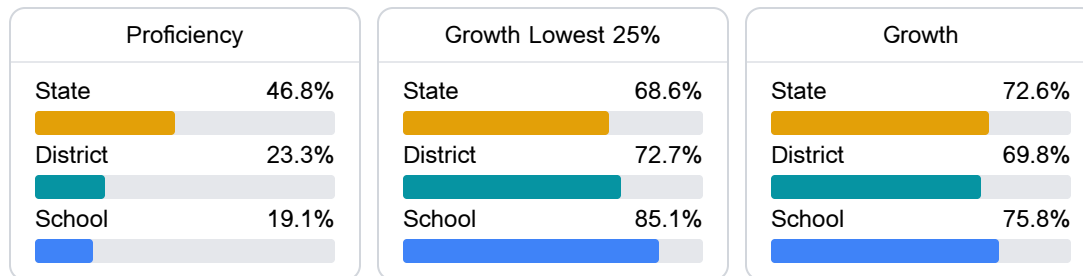 Proficiency
State 46.8%
District 23.3%
School 19.1%
Growth Lowest 25%
State 68.6%
District 72.7%
School 85.1%
Growth
State 72.6%
District 69.8%
School 75.8%